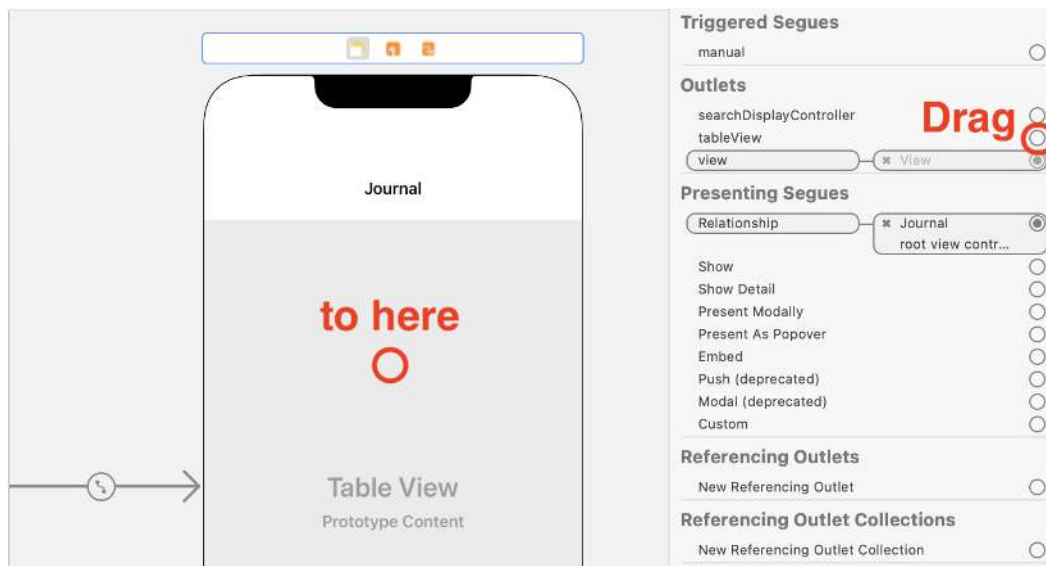 Journal
to here
Table View
Prototype Content
Triggered Segues
manual
Outlets
searchDisplayController
Drag
tableView
view
View
Presenting Segues
Relationship
Journal
root view contr...
Show
Show Detail
Present Modally
Present As Popover
Embed
Push (deprecated)
Modal (deprecated)
Custom
Referencing Outlets
New Referencing Outlet
Referencing Outlet Collections
New Referencing Outlet Collection